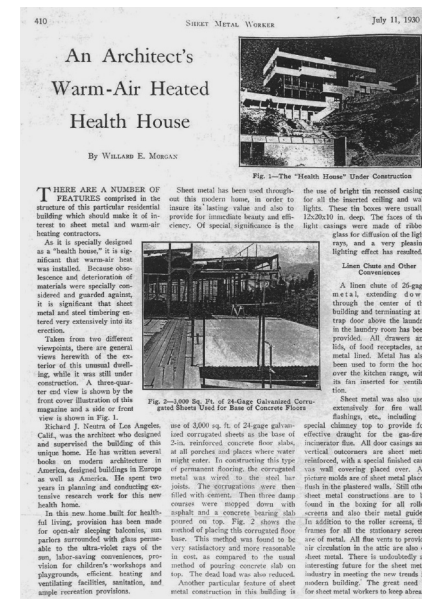 410
SHEET METAL WORKER
July 11, 1930
An Architect's
Warm-Air Heated
Health House
By WILLARD E. MORGAN
Fig. 1—The "Health House" Under Construction
THERE ARE A NUMBER OF
FEATURES comprised in the
structure of this particular residential
building which should make it of in-
terest to sheet metal and warm-air
heating contractors.
As it is specially designed
as a "health house," it is sig-
nificant that warm-air heat
was installed. Because obso-
lescence and deterioration of
materials were specially con-
sidered and guarded against,
it is significant that sheet
metal and steel timbering en-
tered very extensively into its
erection.
Taken from two different
viewpoints, there are general
views herewith of the ex-
terior of this unusual dwell-
ing, while it was still under
construction. A three-quar-
ter end view is shown by the
front cover illustration of this
magazine and a side or front
view is shown in Fig. 1.
Richard J. Neutra of Los Angeles,
Calif., was the architect who designed
and supervised the building of this
unique home. He has written several
books on modern architecture in
America, designed buildings in Europe
as well as America. He spent two
years in planning and conducting ex-
tensive research work for this new
health home.
In this new home built for health-
ful living, provision has been made
for open-air sleeping balconies, sun
parlors surrounded with glass perme-
able to the ultra-violet rays of the
sun, labor-saving conveniences, pro-
vision for children's workshops and
playgrounds, efficient heating and
ventilating facilities, sanitation, and
ample recreation provisions.
Sheet metal has been used through-
out this modern home, in order to
insure its lasting value and also to
provide for immediate beauty and effi-
ciency. Of special significance is the
Fig. 2—3,000 Sq. Ft. of 24-Gage Galvanized Corru-
gated Sheets Used for Base of Concrete Floors
use of 3,000 sq. ft. of 24-gage galvan-
ized corrugated sheets as the base of
2-in. reinforced concrete floor slabs,
at all porches and places where water
might enter. In constructing this type
of permanent flooring, the corrugated
metal was wired to the steel bar
joists. The corrugations were then
filled with cement. Then three damp
courses were mopped down with
asphalt and a concrete bearing slab
poured on top. Fig. 2 shows the
method of placing this corrugated floor
base. This method was found to be
very satisfactory and more reasonable
in cost, as compared to the usual
method of pouring concrete slab on
top. The dead load was also reduced.
Another particular feature of sheet
metal construction in this building is
the use of bright tin recessed casing
for all the inserted ceiling and wa
lights. These tin boxes were usuall
12x20x10 in. deep. The faces of th
light casings were made of ribbe
glass for diffusion of the ligh
rays, and a very pleasin
lighting effect has resulted.
Linen Chute and Other
Conveniences
A linen chute of 26-gag
metal, extending down
through the center of th
building and terminating at
trap door above the laundr
in the laundry room has bee
provided. All drawers an
lids, of food receptacles, ar
metal lined. Metal has als
been used to form the hoo
over the kitchen range, wit
its fan inserted for ventila
tion.
Sheet metal was also use
extensively for fire wall
flashings, etc., including
special chimney top to provide f
effective draught for the gas-fire
incinerator flue. All door casings an
vertical outcorners are sheet met
reinforced, with a special finished ca
vas wall covering placed over. A
picture molds are of sheet metal place
flush in the plastered walls. Still othe
sheet metal constructions are to b
found in the boxing for all rolle
screens and also their metal guide
In addition to the roller screens, t
frames for all the stationary scree
are of metal. All flue vents to provi
air circulation in the attic are also
sheet metal. There is undoubtedly a
interesting future for the sheet met
industry in meeting the new trends
modern building. The great need
for sheet metal workers to keep abrea